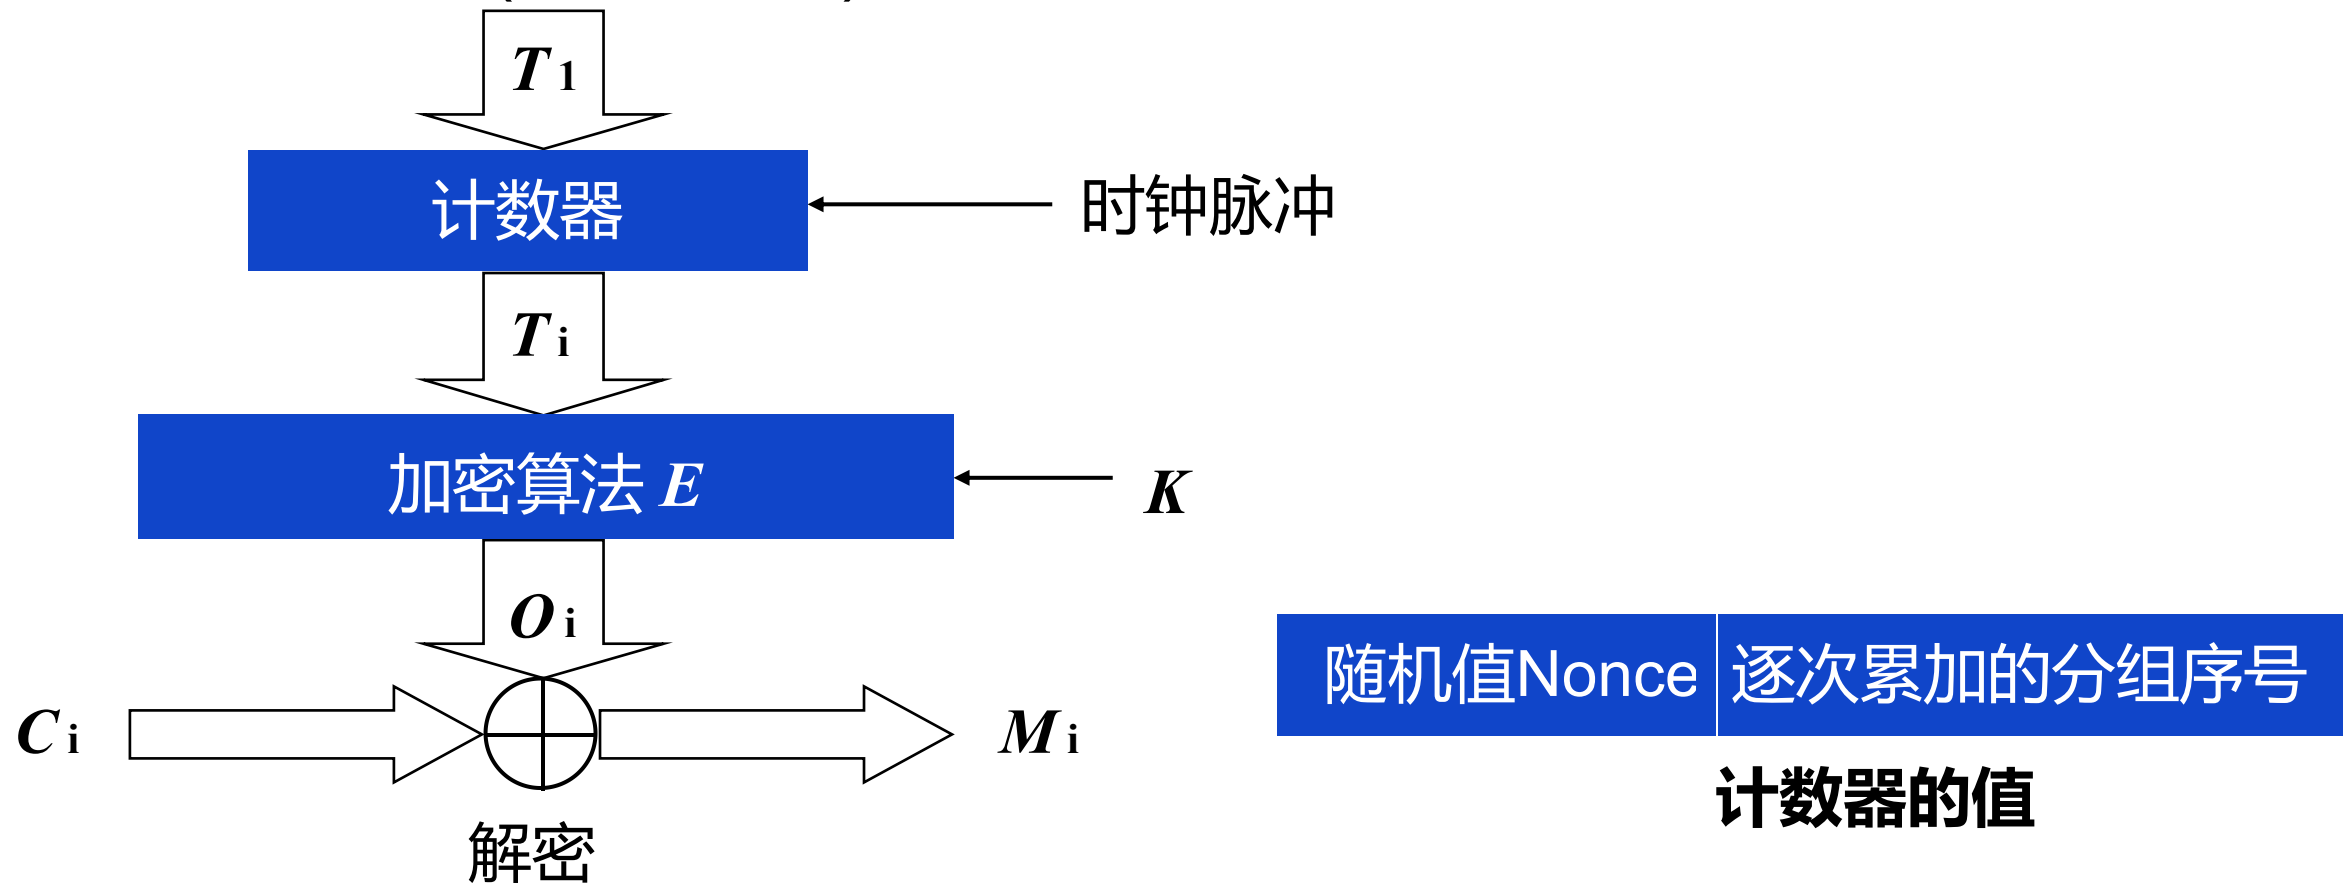 T1
计数器
时钟脉冲
Ti
加密算法 E
K
Oi
Ci
Mi
解密
随机值Nonce
逐次累加的分组序号
计数器的值